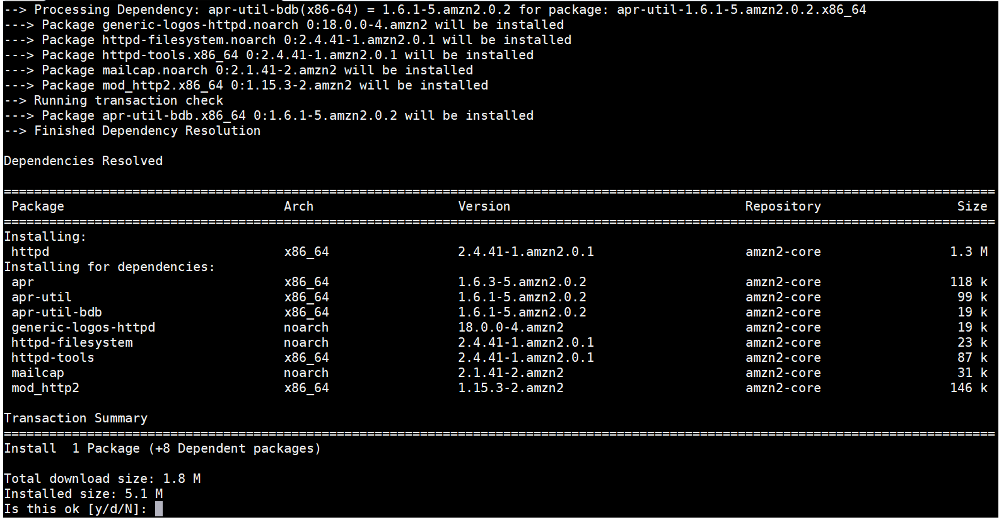 --> Processing Dependency: apr-util-bdb(x86-64) = 1.6.1-5.amzn2.0.2 for package: apr-util-1.6.1-5.amzn2.0.2.x86_64
---> Package generic-logos-httpd.noarch 0:18.0.0-4.amzn2 will be installed
---> Package httpd-filesystem.noarch 0:2.4.41-1.amzn2.0.1 will be installed
---> Package httpd-tools.x86_64 0:2.4.41-1.amzn2.0.1 will be installed
---> Package mailcap.noarch 0:2.1.41-2.amzn2 will be installed
---> Package mod_http2.x86_64 0:1.15.3-2.amzn2 will be installed
--> Running transaction check
---> Package apr-util-bdb.x86_64 0:1.6.1-5.amzn2.0.2 will be installed
--> Finished Dependency Resolution

Dependencies Resolved

===================================================================================================================================
 Package                             Arch                   Version                               Repository                  Size
===================================================================================================================================
Installing:
 httpd                               x86_64                 2.4.41-1.amzn2.0.1                    amzn2-core                 1.3 M
Installing for dependencies:
 apr                                 x86_64                 1.6.3-5.amzn2.0.2                     amzn2-core                 118 k
 apr-util                            x86_64                 1.6.1-5.amzn2.0.2                     amzn2-core                  99 k
 apr-util-bdb                        x86_64                 1.6.1-5.amzn2.0.2                     amzn2-core                  19 k
 generic-logos-httpd                 noarch                 18.0.0-4.amzn2                        amzn2-core                  19 k
 httpd-filesystem                    noarch                 2.4.41-1.amzn2.0.1                    amzn2-core                  23 k
 httpd-tools                         x86_64                 2.4.41-1.amzn2.0.1                    amzn2-core                  87 k
 mailcap                             noarch                 2.1.41-2.amzn2                        amzn2-core                  31 k
 mod_http2                           x86_64                 1.15.3-2.amzn2                        amzn2-core                 146 k

Transaction Summary
===================================================================================================================================
Install  1 Package (+8 Dependent packages)

Total download size: 1.8 M
Installed size: 5.1 M
Is this ok [y/d/N]: